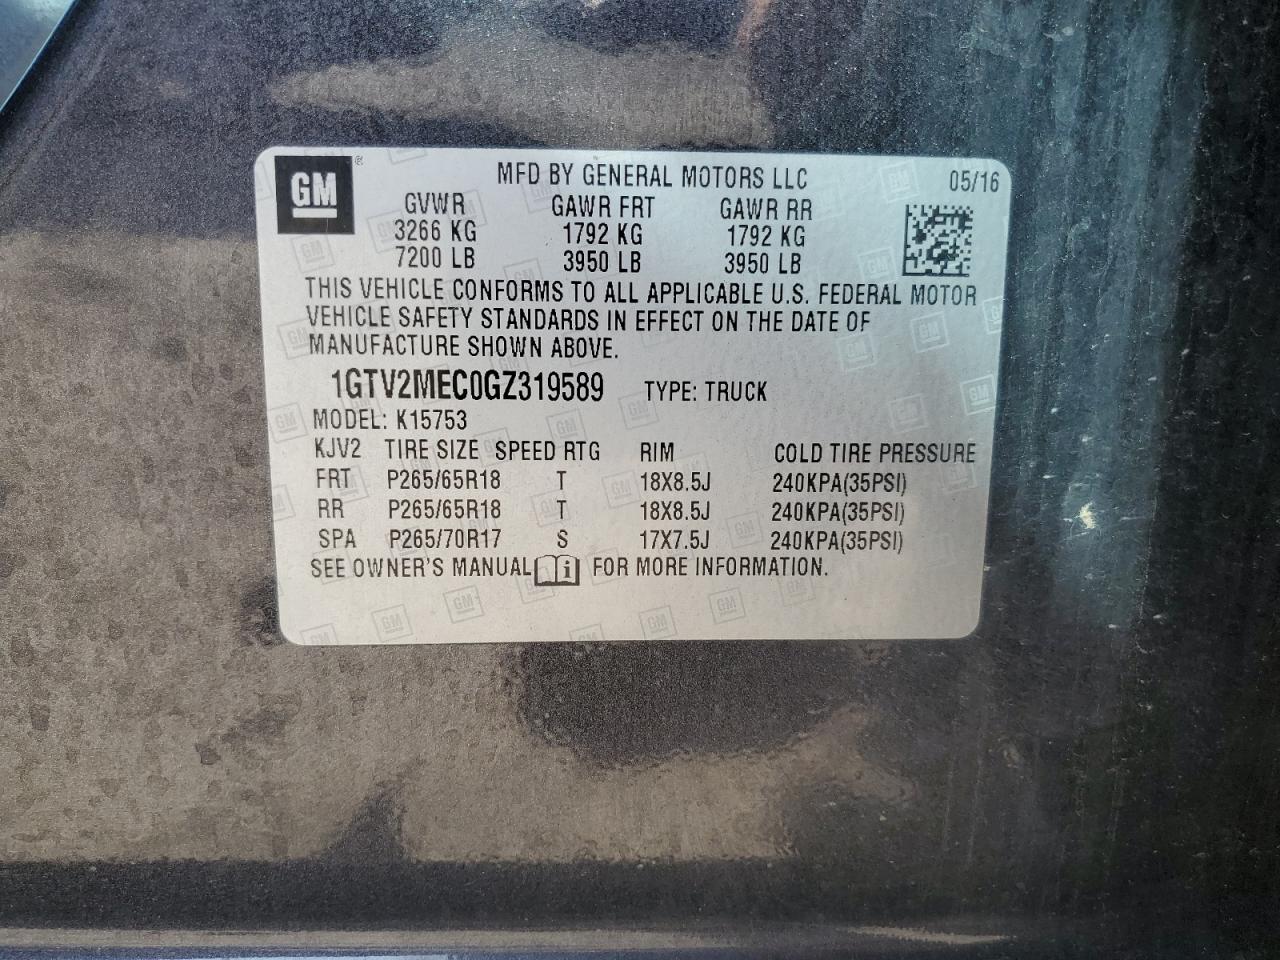 GM ®
MFD BY GENERAL MOTORS LLC 05/16
GVWR GAWR FRT GAWR RR
3266 KG 1792 KG 1792 KG
7200 LB 3950 LB 3950 LB
THIS VEHICLE CONFORMS TO ALL APPLICABLE U.S. FEDERAL MOTOR
VEHICLE SAFETY STANDARDS IN EFFECT ON THE DATE OF
MANUFACTURE SHOWN ABOVE.
1GTV2MEC0GZ319589 TYPE: TRUCK
MODEL: K15753
KJV2 TIRE SIZE SPEED RTG RIM COLD TIRE PRESSURE
FRT P265/65R18 T 18X8.5J 240KPA(35PSI)
RR P265/65R18 T 18X8.5J 240KPA(35PSI)
SPA P265/70R17 S 17X7.5J 240KPA(35PSI)
SEE OWNER'S MANUAL i FOR MORE INFORMATION.